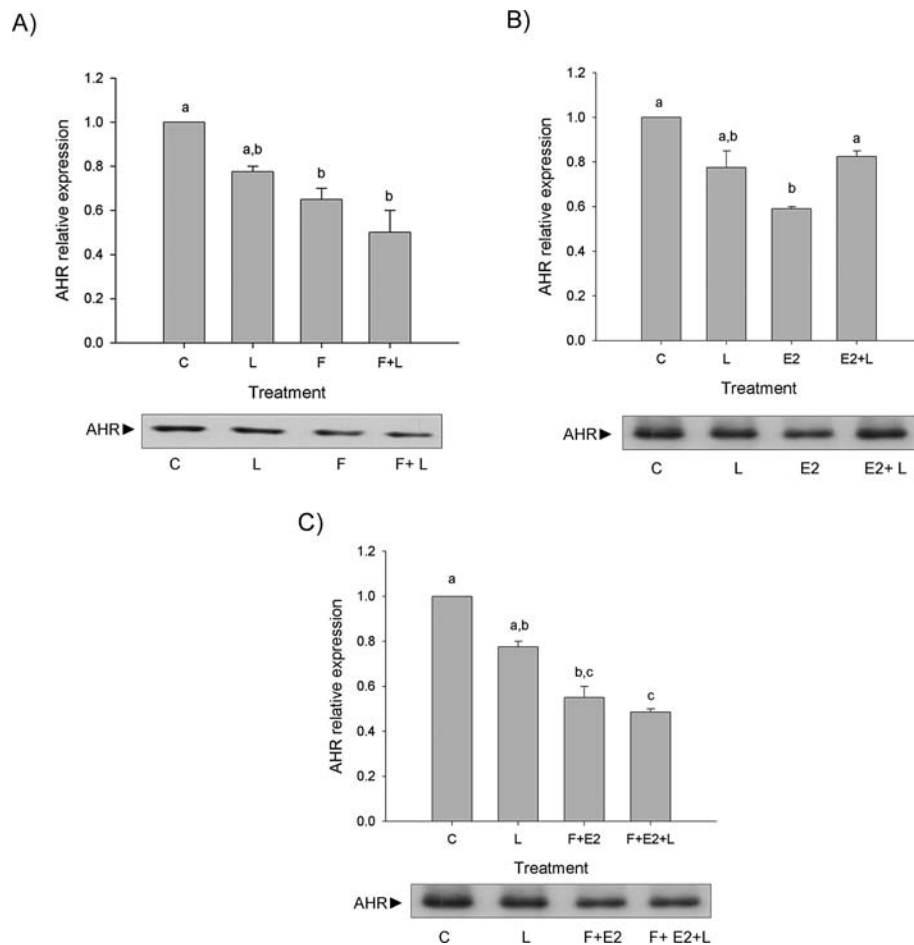 A)
AHR relative expression
1.2
1.0
0.8
0.6
0.4
0.2
0.0
a
a,b
b
b
C L F F+L
Treatment
AHR►
C L F F+ L
B)
AHR relative expression
1.2
1.0
0.8
0.6
0.4
0.2
0.0
a
a,b
b
a
C L E2 E2+L
Treatment
AHR►
C L E2 E2+ L
C)
AHR relative expression
1.2
1.0
0.8
0.6
0.4
0.2
0.0
a
a,b
b,c
c
C L F+E2 F+E2+L
Treatment
AHR►
C L F+E2 F+ E2+L